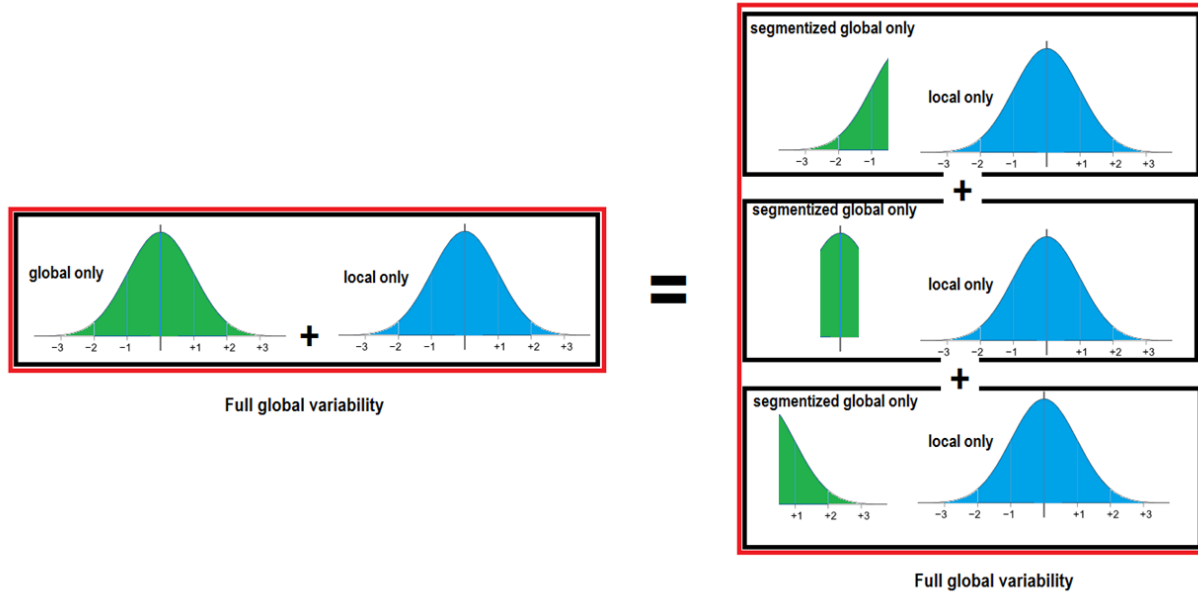 global only
−3 −2 −1 +1 +2 +3
+
local only
−3 −2 −1 +1 +2 +3
Full global variability
=
segmentized global only
−3 −2 −1
local only
−3 −2 −1 +1 +2 +3
+
segmentized global only
local only
−3 −2 −1 +1 +2 +3
+
segmentized global only
+1 +2 +3
local only
−3 −2 −1 +1 +2 +3
Full global variability